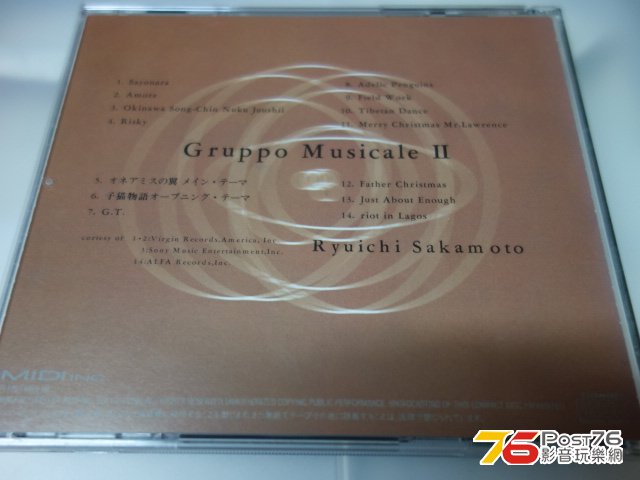 1. Sayonara
2. Amore
3. Okinawa Song-Chin Nuku Juushii
4. Risky
8. Adelic Penguins
9. Field Work
10. Tibetan Dance
11. Merry Christmas Mr.Lawrence
Gruppo Musicale II
5. オネアミスの翼 メイン・テーマ
6. 子猫物語オープニング・テーマ
7. G.T.
12. Father Christmas
13. Just About Enough
14. riot in Lagos
cortesy of 1・2:Virgin Records,America, Inc.
3:Sony Music Entertainment,Inc.
14:ALFA Records,Inc.
Ryuichi Sakamoto
MIDI INC.
76 Post76
影音玩樂網